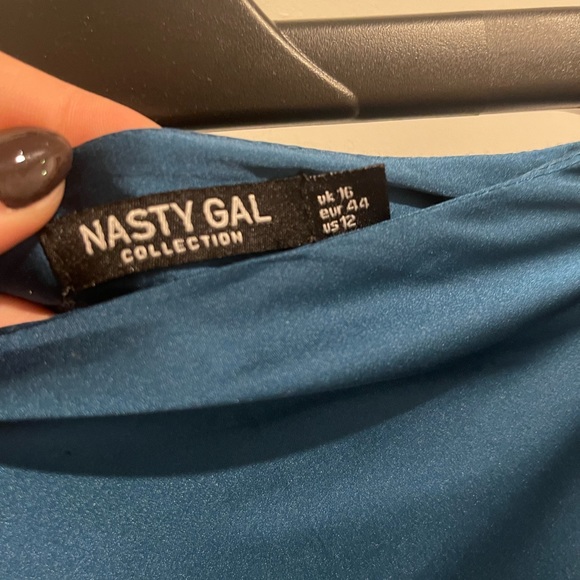 NASTY GAL
COLLECTION
uk 16
eur 44
us 12